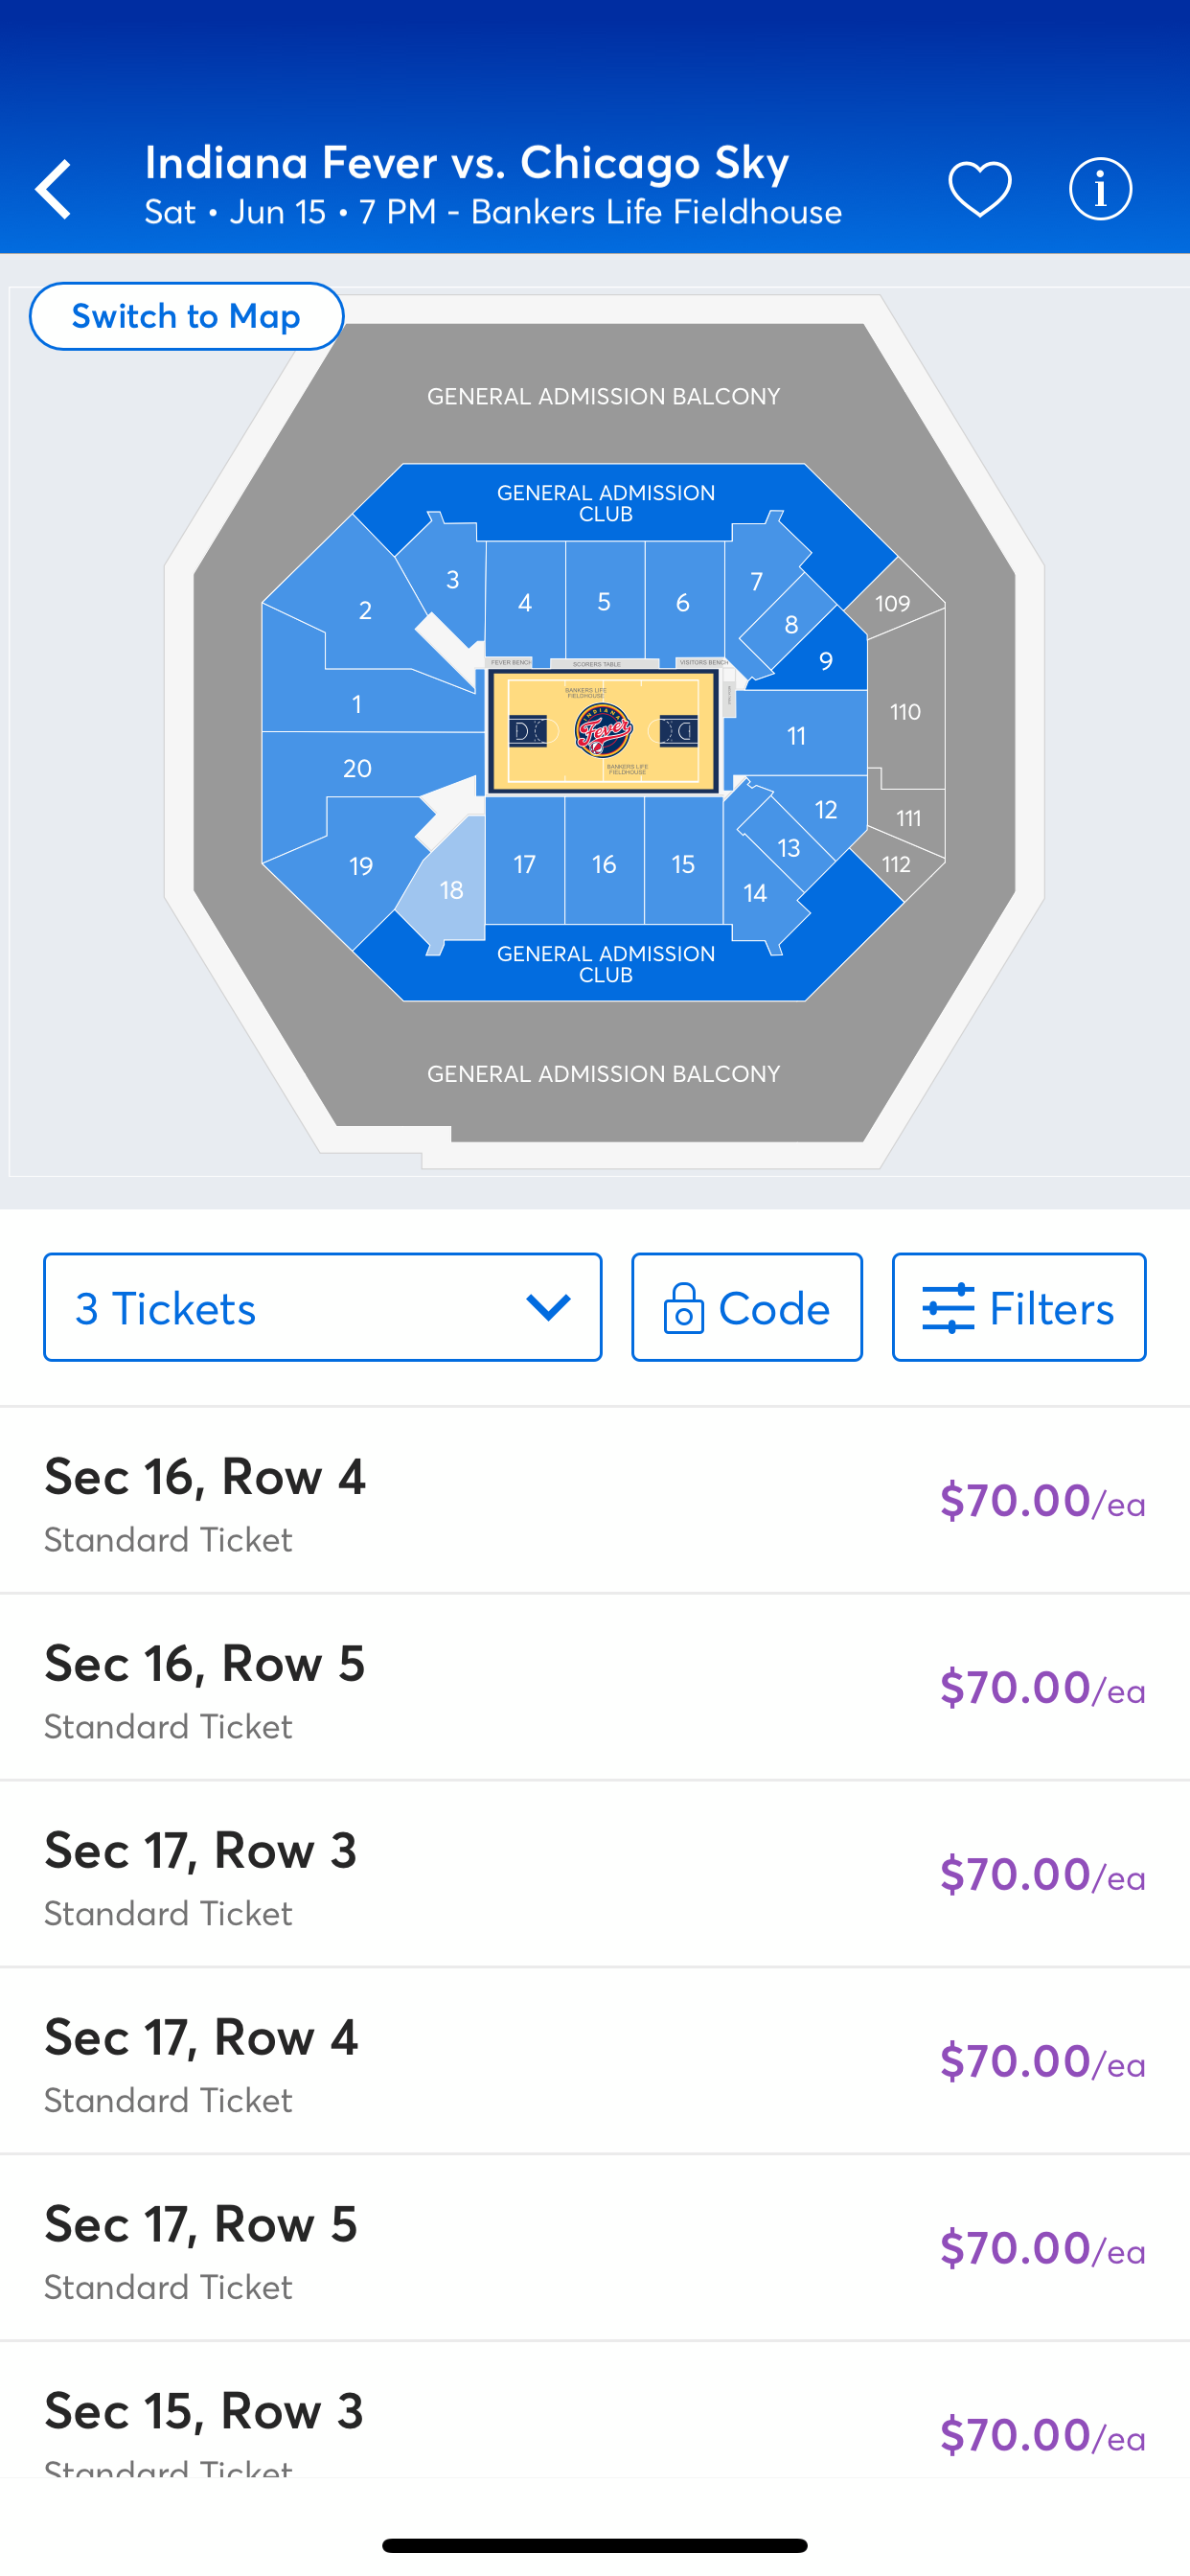 Indiana Fever vs. Chicago Sky
Sat • Jun 15 • 7 PM - Bankers Life Fieldhouse
Switch to Map
GENERAL ADMISSION BALCONY
GENERAL ADMISSION
CLUB
3
4
5
6
7
8
9
109
2
1
110
11
20
12
111
13
112
19
18
17
16
15
14
FEVER BENCH
SCORERS TABLE
VISITORS BENCH
BANKERS LIFE
FIELDHOUSE
INDIANA
Fever
BANKERS LIFE
FIELDHOUSE
GENERAL ADMISSION
CLUB
GENERAL ADMISSION BALCONY
3 Tickets
Code
Filters
Sec 16, Row 4
$70.00/ea
Standard Ticket
Sec 16, Row 5
$70.00/ea
Standard Ticket
Sec 17, Row 3
$70.00/ea
Standard Ticket
Sec 17, Row 4
$70.00/ea
Standard Ticket
Sec 17, Row 5
$70.00/ea
Standard Ticket
Sec 15, Row 3
$70.00/ea
Standard Ticket